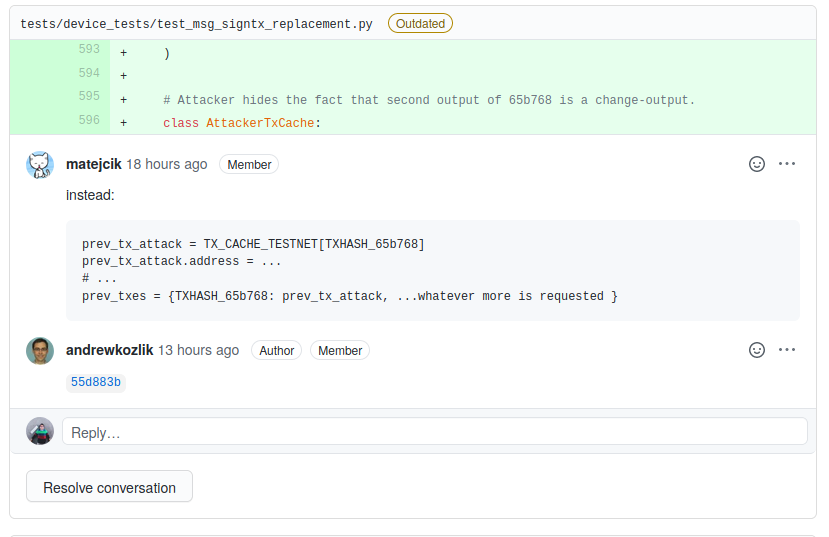 tests/device_tests/test_msg_signtx_replacement.py Outdated
593 + )
594 +
595 + # Attacker hides the fact that second output of 65b768 is a change-output.
596 + class AttackerTxCache:
matejcik 18 hours ago Member
instead:
prev_tx_attack = TX_CACHE_TESTNET[TXHASH_65b768]
prev_tx_attack.address = ...
# ...
prev_txes = {TXHASH_65b768: prev_tx_attack, ...whatever more is requested }
andrewkozlik 13 hours ago Author Member
55d883b
Reply…
Resolve conversation